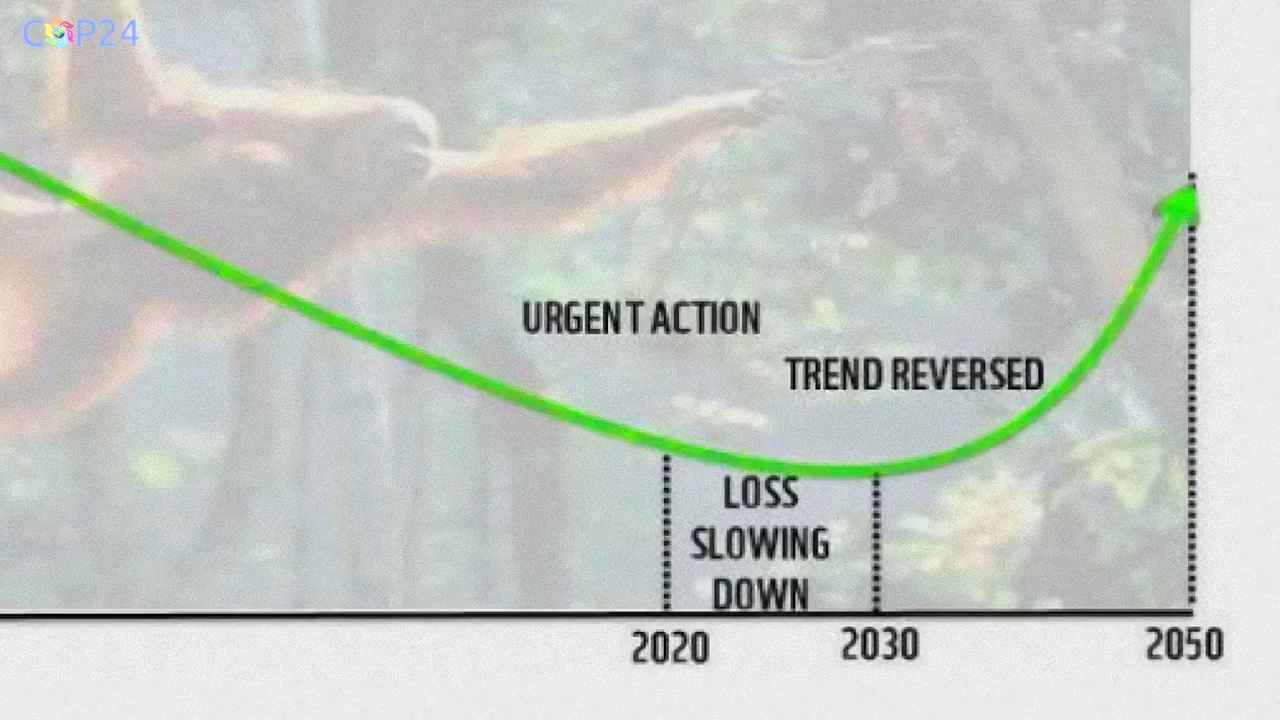 COP24
URGENT ACTION
TREND REVERSED
LOSS
SLOWING
DOWN
2020
2030
2050